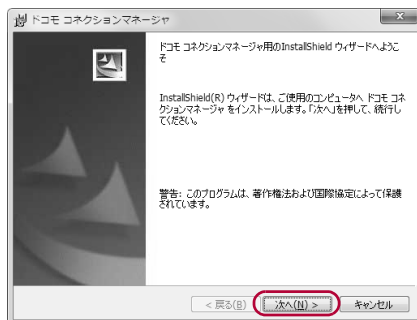 ドコモ コネクションマネージャ
ドコモ コネクションマネージャ用のInstallShield ウィザードへようこ
そ
InstallShield(R) ウィザードは、ご使用のコンピュータへ ドコモ コネ
クションマネージャ をインストールします。「次へ」を押して、続行し
てください。
警告: このプログラムは、著作権法および国際協定によって保護
されています。
< 戻る(B)
次へ(N) >
キャンセル